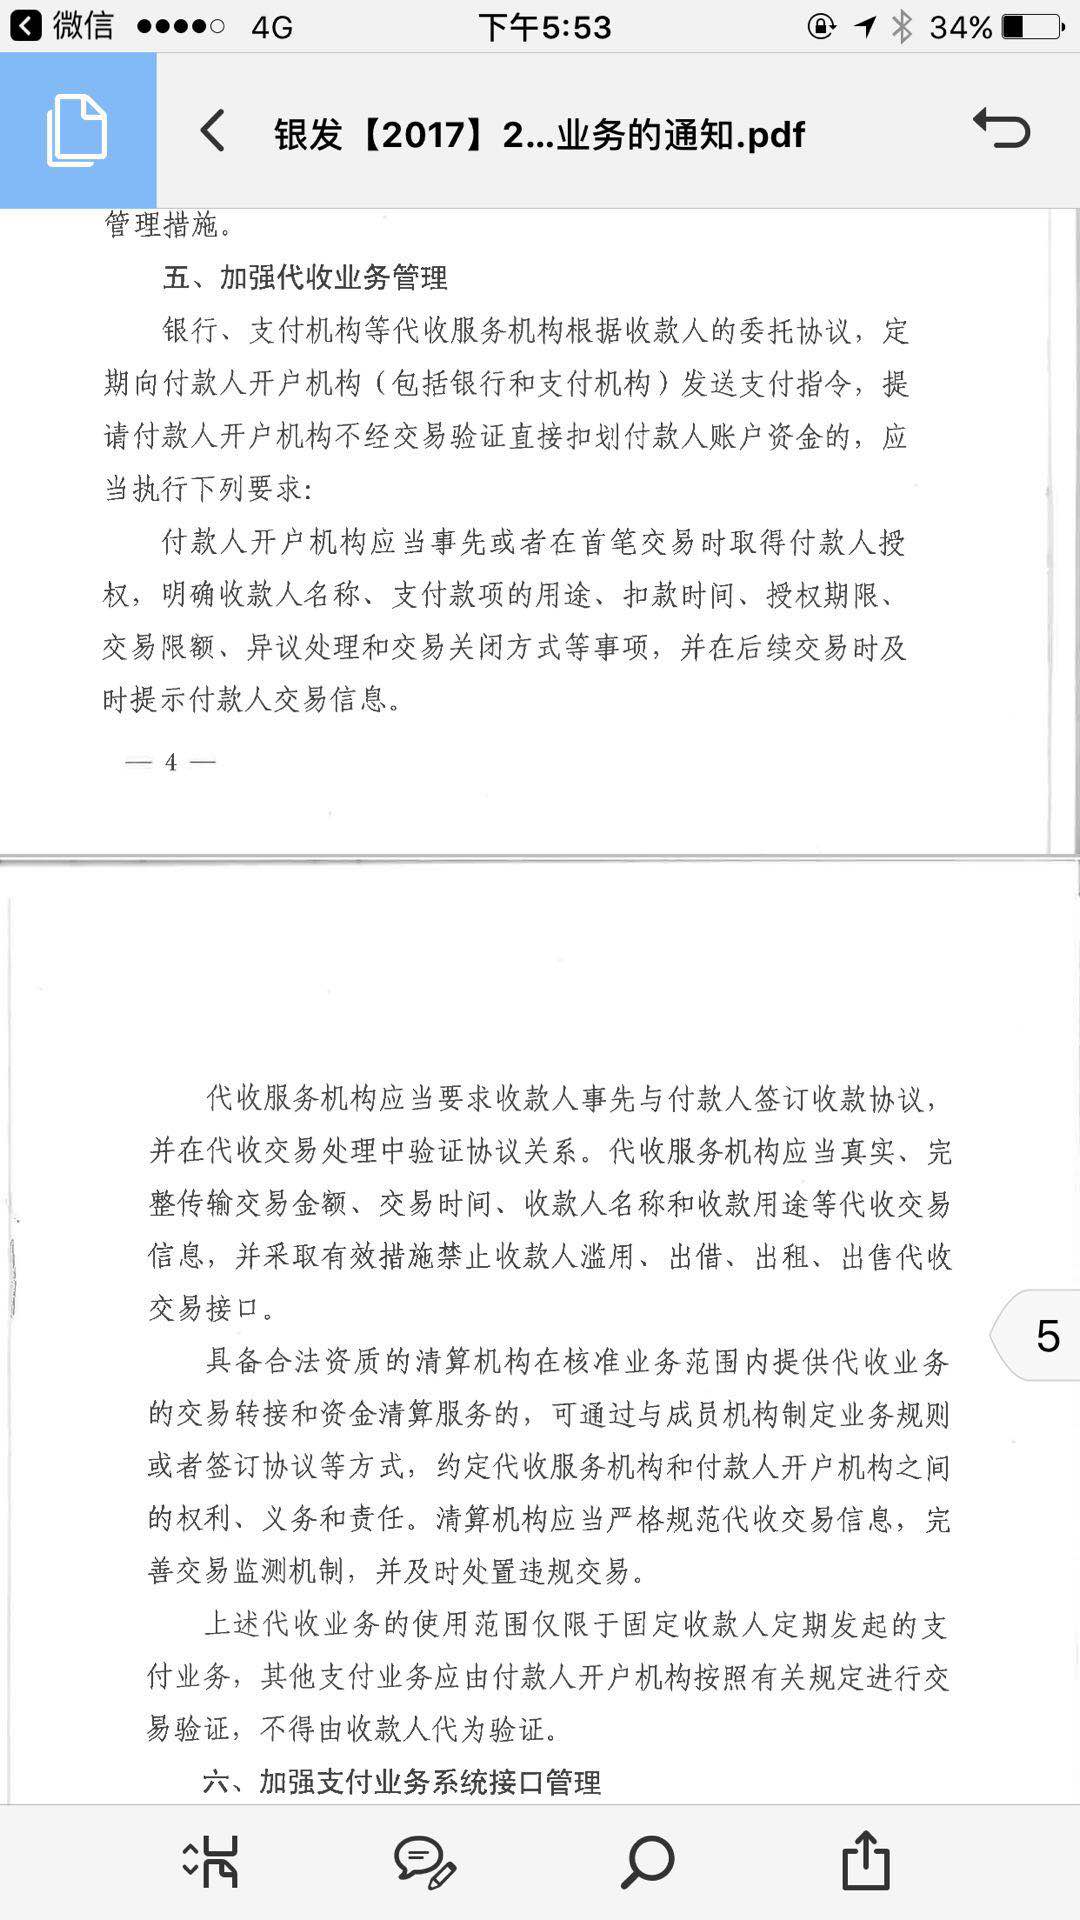 微信 4G 下午5:53 34%
银发【2017】2...业务的通知.pdf
管理措施。
五、加强代收业务管理
银行、支付机构等代收服务机构根据收款人的委托协议，定
期向付款人开户机构（包括银行和支付机构）发送支付指令，提
请付款人开户机构不经交易验证直接扣划付款人账户资金的，应
当执行下列要求：
付款人开户机构应当事先或者在首笔交易时取得付款人授
权，明确收款人名称、支付款项的用途、扣款时间、授权期限、
交易限额、异议处理和交易关闭方式等事项，并在后续交易时及
时提示付款人交易信息。
— 4 —
代收服务机构应当要求收款人事先与付款人签订收款协议，
并在代收交易处理中验证协议关系。代收服务机构应当真实、完
整传输交易金额、交易时间、收款人名称和收款用途等代收交易
信息，并采取有效措施禁止收款人滥用、出借、出租、出售代收
交易接口。
5
具备合法资质的清算机构在核准业务范围内提供代收业务
的交易转接和资金清算服务的，可通过与成员机构制定业务规则
或者签订协议等方式，约定代收服务机构和付款人开户机构之间
的权利、义务和责任。清算机构应当严格规范代收交易信息，完
善交易监测机制，并及时处置违规交易。
上述代收业务的使用范围仅限于固定收款人定期发起的支
付业务，其他支付业务应由付款人开户机构按照有关规定进行交
易验证，不得由收款人代为验证。
六、加强支付业务系统接口管理